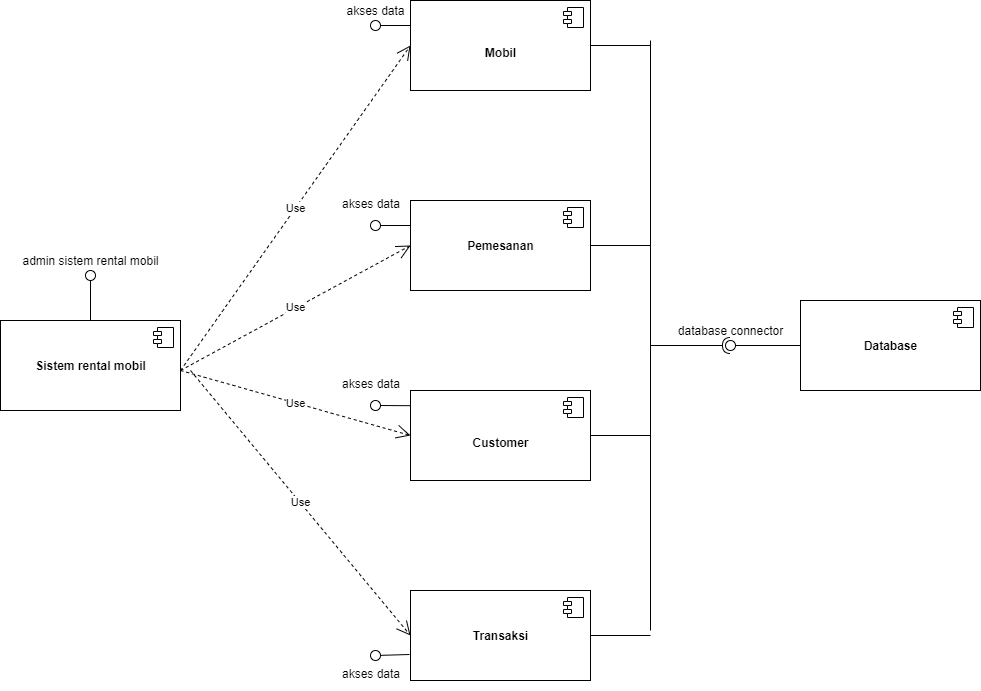 akses data
Mobil
Use
akses data
Pemesanan
admin sistem rental mobil
Use
Sistem rental mobil
database connector
Database
akses data
Use
Customer
Use
Transaksi
akses data